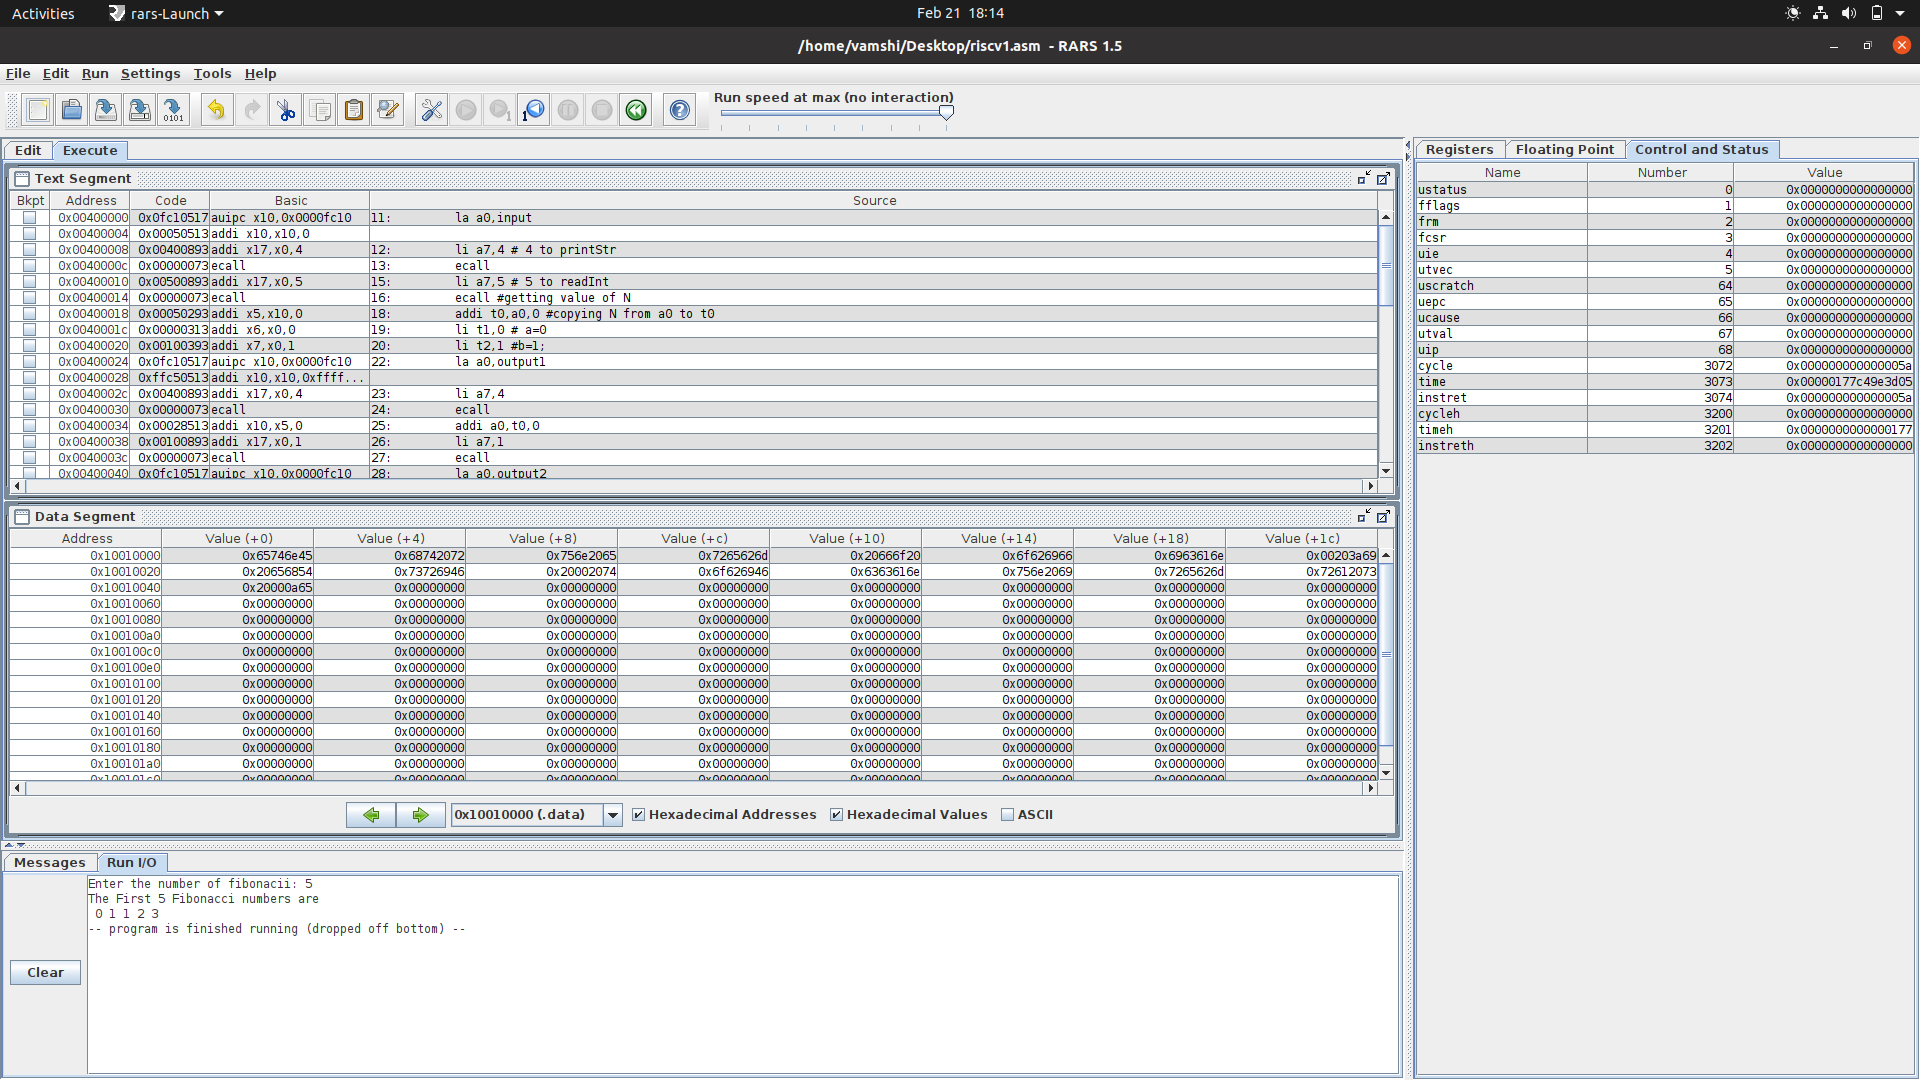 Activities rars-Launch Feb 21 18:14
/home/vamshi/Desktop/riscv1.asm - RARS 1.5
File Edit Run Settings Tools Help
Run speed at max (no interaction)
Edit Execute
Text Segment
Bkpt Address Code Basic Source
0x00400000 0x0fc10517 auipc x10,0x0000fc10 11: la a0,input
0x00400004 0x00050513 addi x10,x10,0
0x00400008 0x00400893 addi x17,x0,4 12: li a7,4 # 4 to printStr
0x0040000c 0x00000073 ecall 13: ecall
0x00400010 0x00500893 addi x17,x0,5 15: li a7,5 # 5 to readInt
0x00400014 0x00000073 ecall 16: ecall #getting value of N
0x00400018 0x00050293 addi x5,x10,0 18: addi t0,a0,0 #copying N from a0 to t0
0x0040001c 0x00000313 addi x6,x0,0 19: li t1,0 # a=0
0x00400020 0x00100393 addi x7,x0,1 20: li t2,1 #b=1;
0x00400024 0x0fc10517 auipc x10,0x0000fc10 22: la a0,output1
0x00400028 0xffc50513 addi x10,x10,0xffff...
0x0040002c 0x00400893 addi x17,x0,4 23: li a7,4
0x00400030 0x00000073 ecall 24: ecall
0x00400034 0x00028513 addi x10,x5,0 25: addi a0,t0,0
0x00400038 0x00100893 addi x17,x0,1 26: li a7,1
0x0040003c 0x00000073 ecall 27: ecall
0x00400040 0x0fc10517 auipc x10,0x0000fc10 28: la a0,output2
Data Segment
Address Value (+0) Value (+4) Value (+8) Value (+c) Value (+10) Value (+14) Value (+18) Value (+1c)
0x10010000 0x65746e45 0x68742072 0x756e2065 0x7265626d 0x20666f20 0x6f626966 0x6963616e 0x00203a69
0x10010020 0x20656854 0x73726946 0x20002074 0x6f626946 0x6363616e 0x756e2069 0x7265626d 0x72612073
0x10010040 0x20000a65 0x00000000 0x00000000 0x00000000 0x00000000 0x00000000 0x00000000 0x00000000
0x10010060 0x00000000 0x00000000 0x00000000 0x00000000 0x00000000 0x00000000 0x00000000 0x00000000
0x10010080 0x00000000 0x00000000 0x00000000 0x00000000 0x00000000 0x00000000 0x00000000 0x00000000
0x100100a0 0x00000000 0x00000000 0x00000000 0x00000000 0x00000000 0x00000000 0x00000000 0x00000000
0x100100c0 0x00000000 0x00000000 0x00000000 0x00000000 0x00000000 0x00000000 0x00000000 0x00000000
0x100100e0 0x00000000 0x00000000 0x00000000 0x00000000 0x00000000 0x00000000 0x00000000 0x00000000
0x10010100 0x00000000 0x00000000 0x00000000 0x00000000 0x00000000 0x00000000 0x00000000 0x00000000
0x10010120 0x00000000 0x00000000 0x00000000 0x00000000 0x00000000 0x00000000 0x00000000 0x00000000
0x10010140 0x00000000 0x00000000 0x00000000 0x00000000 0x00000000 0x00000000 0x00000000 0x00000000
0x10010160 0x00000000 0x00000000 0x00000000 0x00000000 0x00000000 0x00000000 0x00000000 0x00000000
0x10010180 0x00000000 0x00000000 0x00000000 0x00000000 0x00000000 0x00000000 0x00000000 0x00000000
0x100101a0 0x00000000 0x00000000 0x00000000 0x00000000 0x00000000 0x00000000 0x00000000 0x00000000
0x100101c0 0x00000000 0x00000000 0x00000000 0x00000000 0x00000000 0x00000000 0x00000000 0x00000000
0x10010000 (.data) Hexadecimal Addresses Hexadecimal Values ASCII
Messages Run I/O
Enter the number of fibonacii: 5
The First 5 Fibonacci numbers are
0 1 1 2 3
-- program is finished running (dropped off bottom) --
Clear
Registers Floating Point Control and Status
Name Number Value
ustatus 0 0x0000000000000000
fflags 1 0x0000000000000000
frm 2 0x0000000000000000
fcsr 3 0x0000000000000000
uie 4 0x0000000000000000
utvec 5 0x0000000000000000
uscratch 64 0x0000000000000000
uepc 65 0x0000000000000000
ucause 66 0x0000000000000000
utval 67 0x0000000000000000
uip 68 0x0000000000000000
cycle 3072 0x000000000000005a
time 3073 0x00000177c49e3d05
instret 3074 0x000000000000005a
cycleh 3200 0x0000000000000000
timeh 3201 0x0000000000000177
instreth 3202 0x0000000000000000